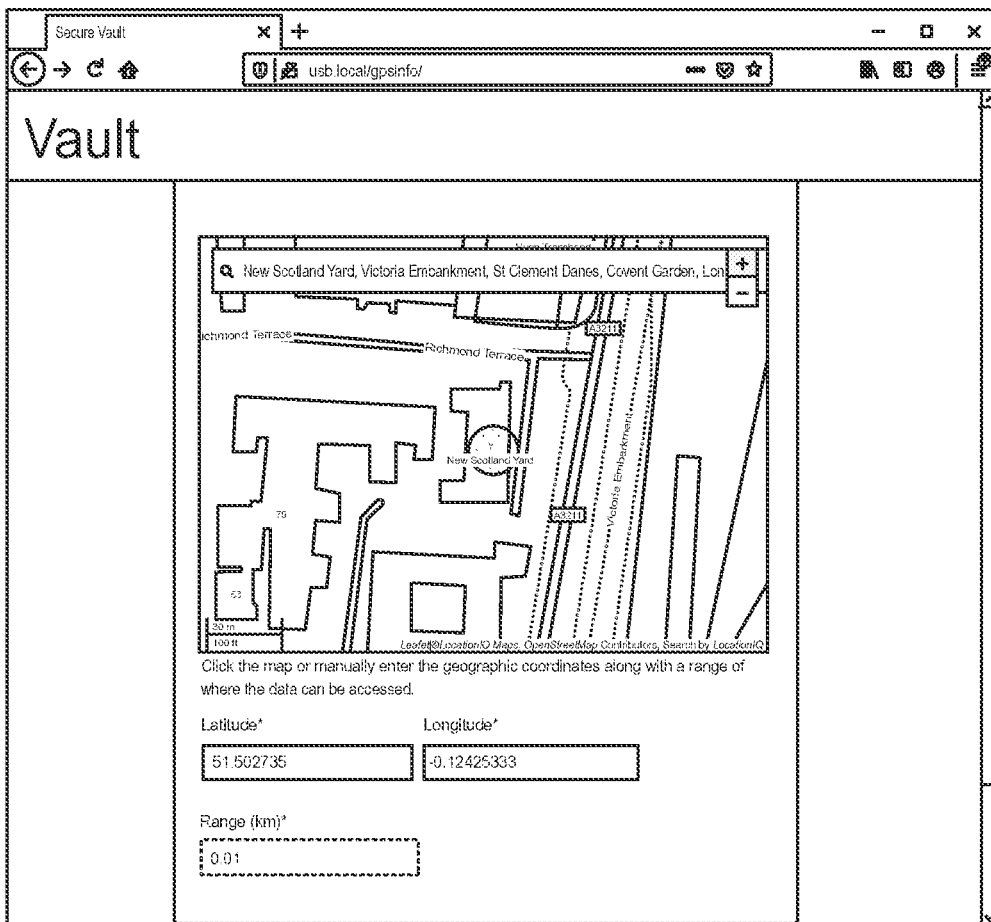 Secure Vault
usb.local/gpsinfo/
Vault
New Scotland Yard, Victoria Embankment, St Clement Danes, Covent Garden, Lon
A3211
ichmond Terrace
Richmond Terrace
New Scotland Yard
Victoria Embankment
A3211
75
53
30 m
100 ft
Leaflet|©LocationIQ Maps, OpenStreetMap Contributors, Search by LocationIQ
Click the map or manually enter the geographic coordinates along with a range of
where the data can be accessed.
Latitude* Longitude*
51.502735 -0.12425333
Range (km)*
0.01